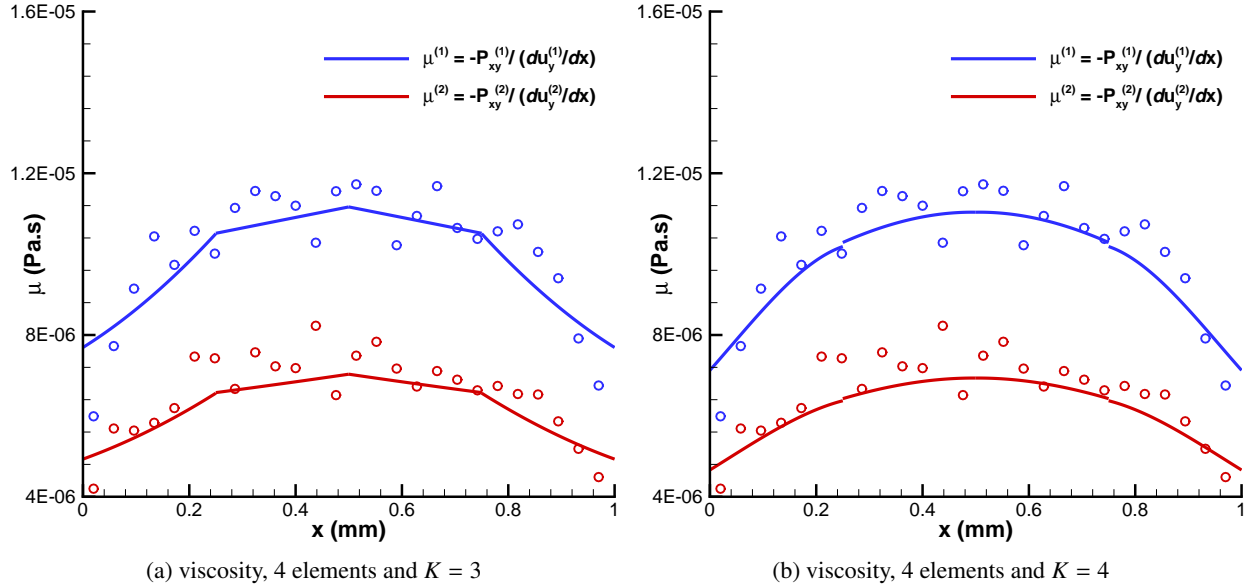 1.6E-05
μ^(1) = -P_xy^(1)/ (du_y^(1)/dx)
μ^(2) = -P_xy^(2)/ (du_y^(2)/dx)
1.2E-05
μ (Pa.s)
8E-06
4E-06
0 0.2 0.4 0.6 0.8 1
x (mm)
(a) viscosity, 4 elements and K = 3
1.6E-05
μ^(1) = -P_xy^(1)/ (du_y^(1)/dx)
μ^(2) = -P_xy^(2)/ (du_y^(2)/dx)
1.2E-05
μ (Pa.s)
8E-06
4E-06
0 0.2 0.4 0.6 0.8 1
x (mm)
(b) viscosity, 4 elements and K = 4